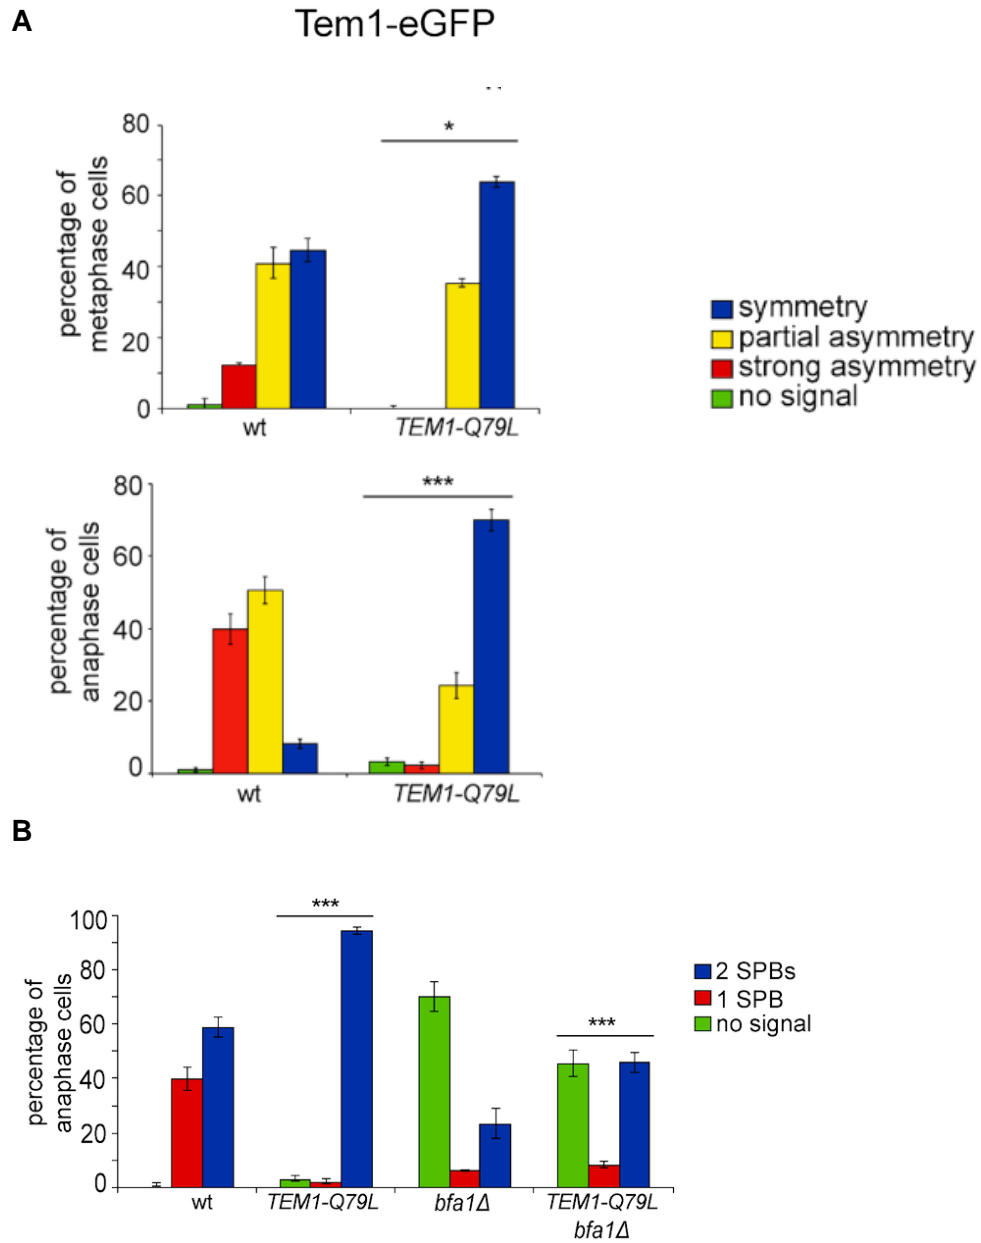 A
Tem1-eGFP
percentage of
metaphase cells
80
60
40
20
0
*
wt
TEM1-Q79L
symmetry
partial asymmetry
strong asymmetry
no signal
percentage of
anaphase cells
80
60
40
20
0
***
wt
TEM1-Q79L
B
percentage of
anaphase cells
100
80
60
40
20
0
***
***
wt
TEM1-Q79L
bfa1Δ
TEM1-Q79L
bfa1Δ
2 SPBs
1 SPB
no signal